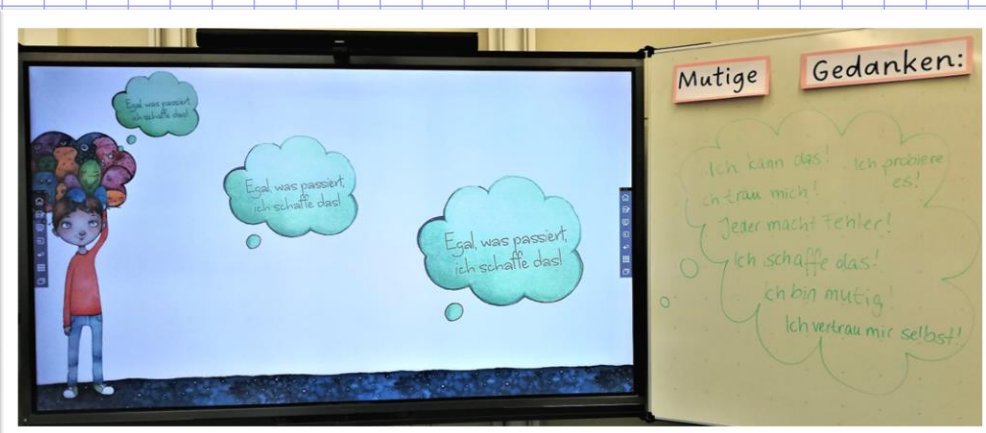 Egal, was passiert,
ich schaffe das!
Egal, was passiert,
ich schaffe das!
Egal, was passiert,
ich schaffe das!
Mutige Gedanken:
Ich kann das! Ich probiere
es!
ch trau mich!
Jeder macht Fehler!
Ich schaffe das!
Ich bin mutig!
Ich vertrau mir selbst!